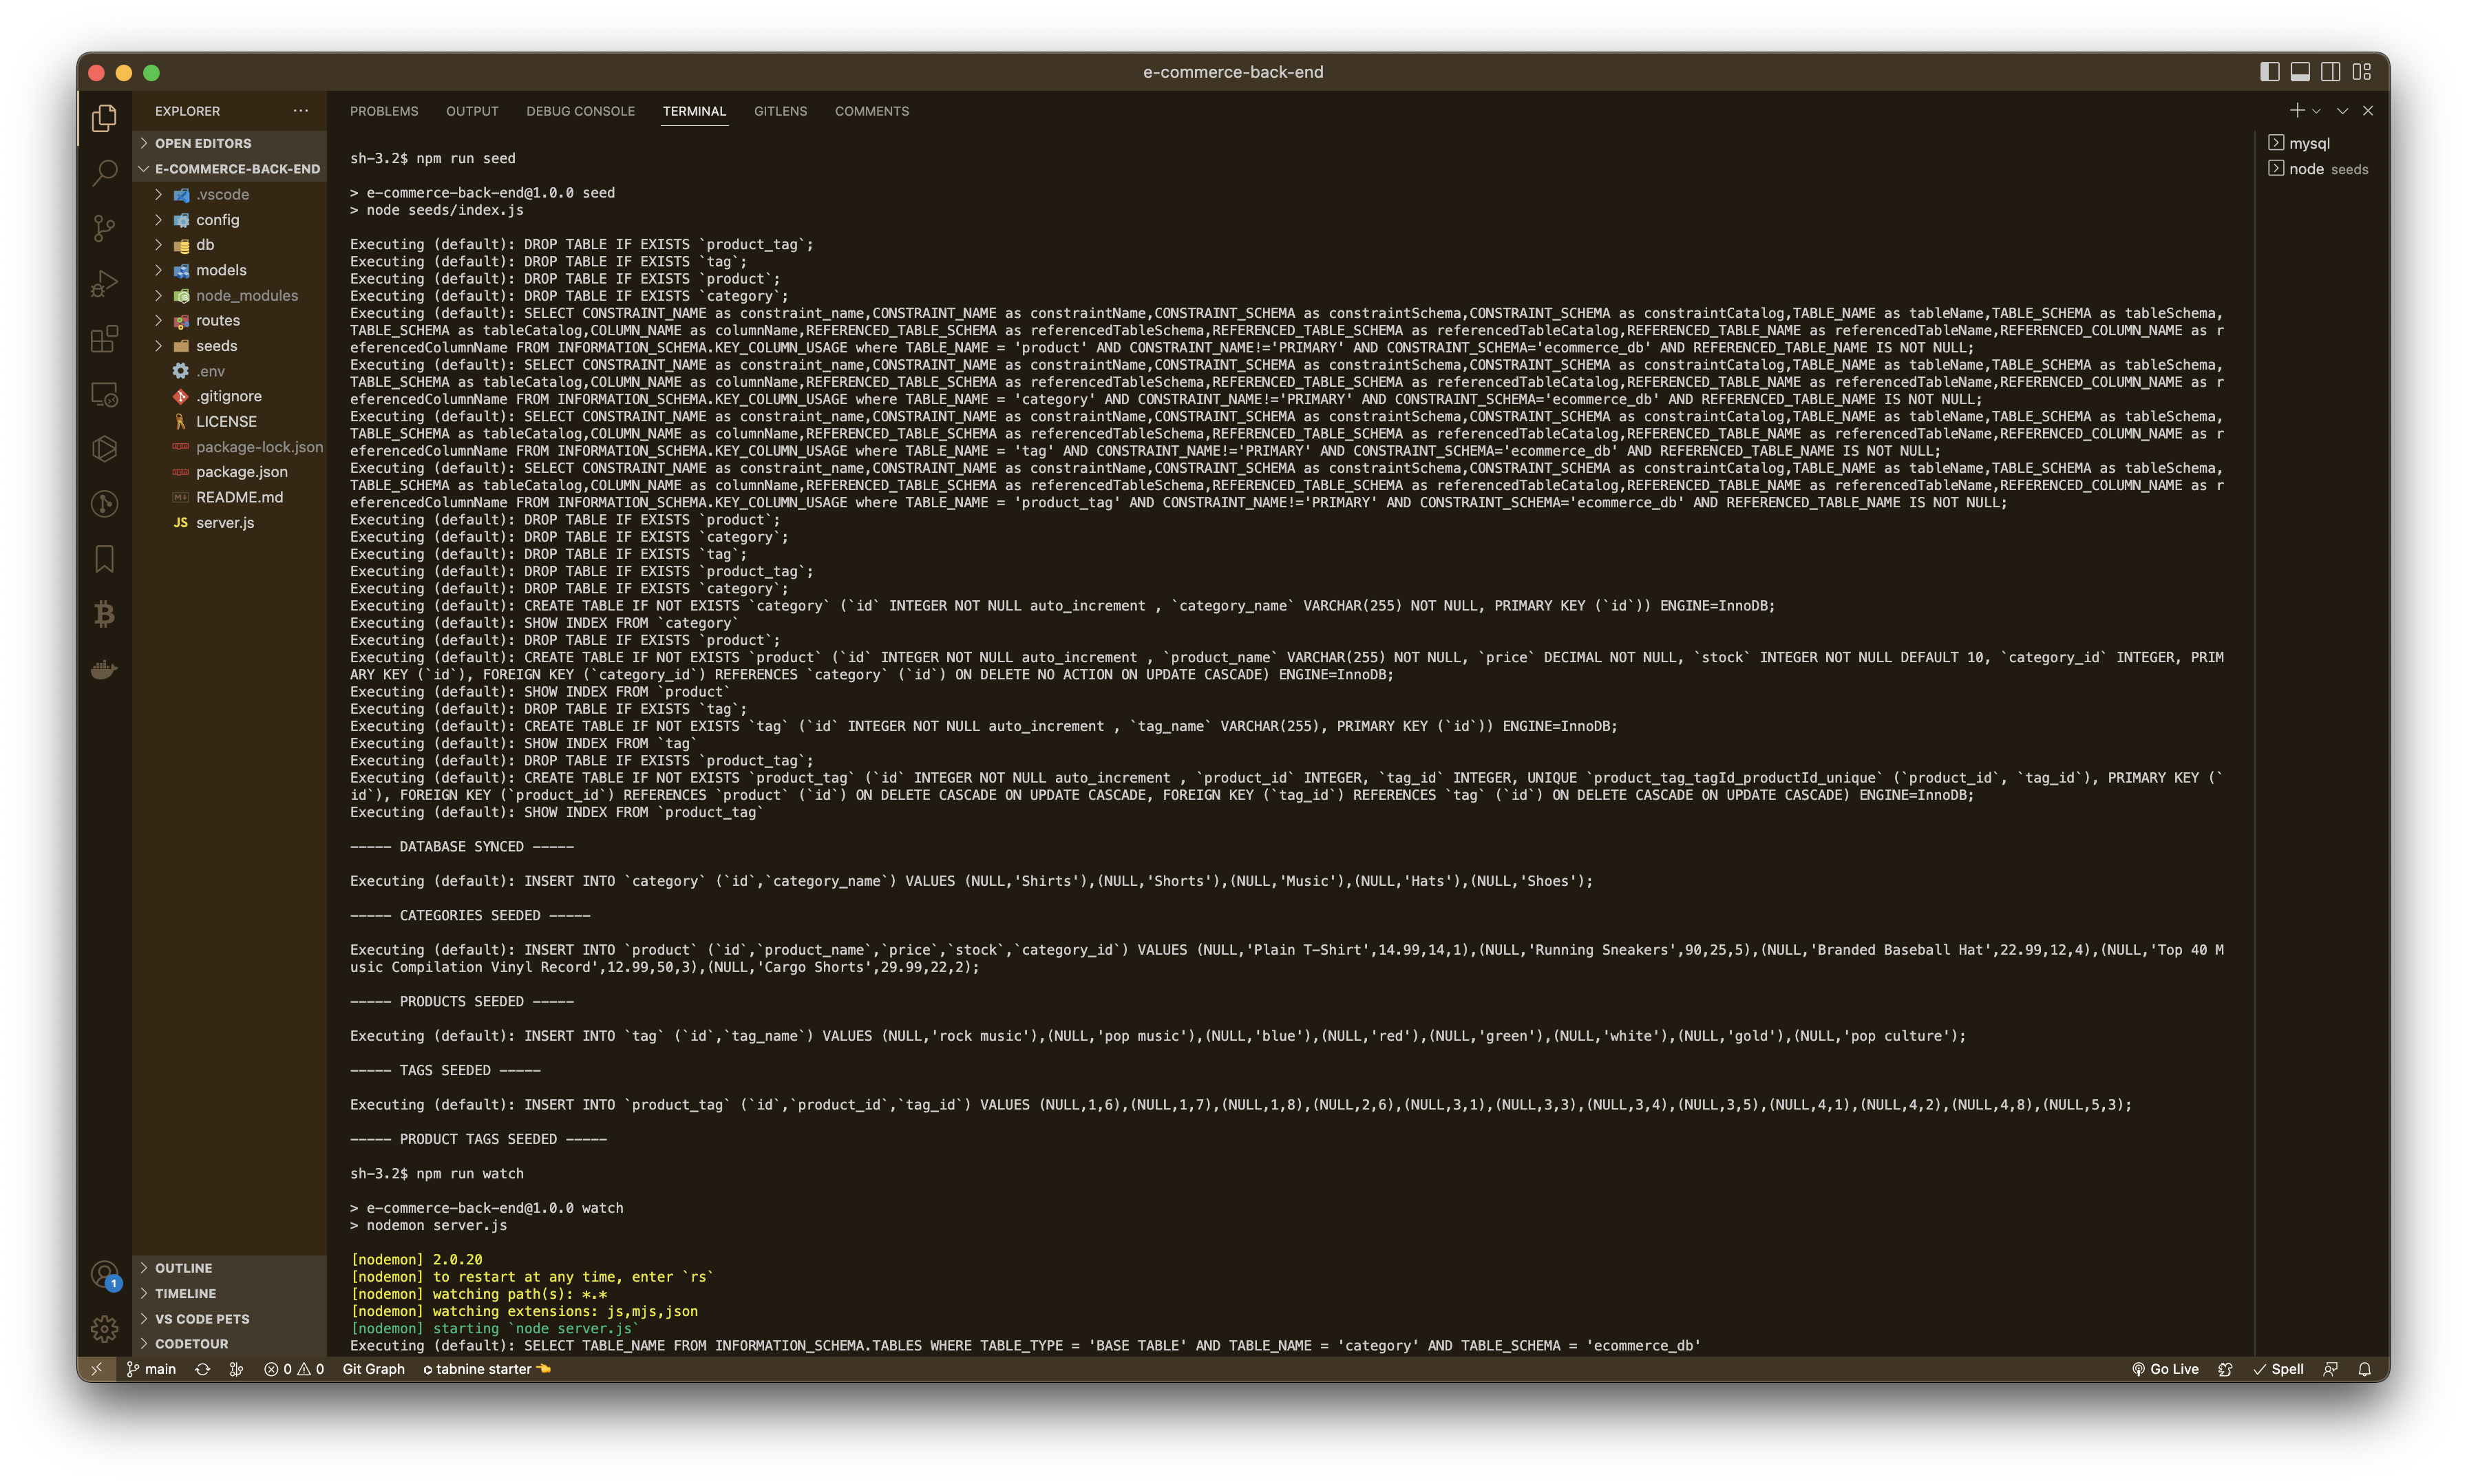 e-commerce-back-end
EXPLORER
OPEN EDITORS
E-COMMERCE-BACK-END
.vscode
config
db
models
node_modules
routes
seeds
.env
.gitignore
LICENSE
package-lock.json
package.json
README.md
JS server.js
OUTLINE
TIMELINE
VS CODE PETS
CODETOUR
PROBLEMS OUTPUT DEBUG CONSOLE TERMINAL GITLENS COMMENTS
sh-3.2$ npm run seed
> e-commerce-back-end@1.0.0 seed
> node seeds/index.js
Executing (default): DROP TABLE IF EXISTS `product_tag`;
Executing (default): DROP TABLE IF EXISTS `tag`;
Executing (default): DROP TABLE IF EXISTS `product`;
Executing (default): DROP TABLE IF EXISTS `category`;
Executing (default): SELECT CONSTRAINT_NAME as constraint_name,CONSTRAINT_NAME as constraintName,CONSTRAINT_SCHEMA as constraintSchema,CONSTRAINT_SCHEMA as constraintCatalog,TABLE_NAME as tableName,TABLE_SCHEMA as tableSchema,
TABLE_SCHEMA as tableCatalog,COLUMN_NAME as columnName,REFERENCED_TABLE_SCHEMA as referencedTableSchema,REFERENCED_TABLE_SCHEMA as referencedTableCatalog,REFERENCED_TABLE_NAME as referencedTableName,REFERENCED_COLUMN_NAME as r
eferencedColumnName FROM INFORMATION_SCHEMA.KEY_COLUMN_USAGE where TABLE_NAME = 'product' AND CONSTRAINT_NAME!='PRIMARY' AND CONSTRAINT_SCHEMA='ecommerce_db' AND REFERENCED_TABLE_NAME IS NOT NULL;
Executing (default): SELECT CONSTRAINT_NAME as constraint_name,CONSTRAINT_NAME as constraintName,CONSTRAINT_SCHEMA as constraintSchema,CONSTRAINT_SCHEMA as constraintCatalog,TABLE_NAME as tableName,TABLE_SCHEMA as tableSchema,
TABLE_SCHEMA as tableCatalog,COLUMN_NAME as columnName,REFERENCED_TABLE_SCHEMA as referencedTableSchema,REFERENCED_TABLE_SCHEMA as referencedTableCatalog,REFERENCED_TABLE_NAME as referencedTableName,REFERENCED_COLUMN_NAME as r
eferencedColumnName FROM INFORMATION_SCHEMA.KEY_COLUMN_USAGE where TABLE_NAME = 'category' AND CONSTRAINT_NAME!='PRIMARY' AND CONSTRAINT_SCHEMA='ecommerce_db' AND REFERENCED_TABLE_NAME IS NOT NULL;
Executing (default): SELECT CONSTRAINT_NAME as constraint_name,CONSTRAINT_NAME as constraintName,CONSTRAINT_SCHEMA as constraintSchema,CONSTRAINT_SCHEMA as constraintCatalog,TABLE_NAME as tableName,TABLE_SCHEMA as tableSchema,
TABLE_SCHEMA as tableCatalog,COLUMN_NAME as columnName,REFERENCED_TABLE_SCHEMA as referencedTableSchema,REFERENCED_TABLE_SCHEMA as referencedTableCatalog,REFERENCED_TABLE_NAME as referencedTableName,REFERENCED_COLUMN_NAME as r
eferencedColumnName FROM INFORMATION_SCHEMA.KEY_COLUMN_USAGE where TABLE_NAME = 'tag' AND CONSTRAINT_NAME!='PRIMARY' AND CONSTRAINT_SCHEMA='ecommerce_db' AND REFERENCED_TABLE_NAME IS NOT NULL;
Executing (default): SELECT CONSTRAINT_NAME as constraint_name,CONSTRAINT_NAME as constraintName,CONSTRAINT_SCHEMA as constraintSchema,CONSTRAINT_SCHEMA as constraintCatalog,TABLE_NAME as tableName,TABLE_SCHEMA as tableSchema,
TABLE_SCHEMA as tableCatalog,COLUMN_NAME as columnName,REFERENCED_TABLE_SCHEMA as referencedTableSchema,REFERENCED_TABLE_SCHEMA as referencedTableCatalog,REFERENCED_TABLE_NAME as referencedTableName,REFERENCED_COLUMN_NAME as r
eferencedColumnName FROM INFORMATION_SCHEMA.KEY_COLUMN_USAGE where TABLE_NAME = 'product_tag' AND CONSTRAINT_NAME!='PRIMARY' AND CONSTRAINT_SCHEMA='ecommerce_db' AND REFERENCED_TABLE_NAME IS NOT NULL;
Executing (default): DROP TABLE IF EXISTS `product`;
Executing (default): DROP TABLE IF EXISTS `category`;
Executing (default): DROP TABLE IF EXISTS `tag`;
Executing (default): DROP TABLE IF EXISTS `product_tag`;
Executing (default): DROP TABLE IF EXISTS `category`;
Executing (default): CREATE TABLE IF NOT EXISTS `category` (`id` INTEGER NOT NULL auto_increment , `category_name` VARCHAR(255) NOT NULL, PRIMARY KEY (`id`)) ENGINE=InnoDB;
Executing (default): SHOW INDEX FROM `category`
Executing (default): DROP TABLE IF EXISTS `product`;
Executing (default): CREATE TABLE IF NOT EXISTS `product` (`id` INTEGER NOT NULL auto_increment , `product_name` VARCHAR(255) NOT NULL, `price` DECIMAL NOT NULL, `stock` INTEGER NOT NULL DEFAULT 10, `category_id` INTEGER, PRIM
ARY KEY (`id`), FOREIGN KEY (`category_id`) REFERENCES `category` (`id`) ON DELETE NO ACTION ON UPDATE CASCADE) ENGINE=InnoDB;
Executing (default): SHOW INDEX FROM `product`
Executing (default): DROP TABLE IF EXISTS `tag`;
Executing (default): CREATE TABLE IF NOT EXISTS `tag` (`id` INTEGER NOT NULL auto_increment , `tag_name` VARCHAR(255), PRIMARY KEY (`id`)) ENGINE=InnoDB;
Executing (default): SHOW INDEX FROM `tag`
Executing (default): DROP TABLE IF EXISTS `product_tag`;
Executing (default): CREATE TABLE IF NOT EXISTS `product_tag` (`id` INTEGER NOT NULL auto_increment , `product_id` INTEGER, `tag_id` INTEGER, UNIQUE `product_tag_tagId_productId_unique` (`product_id`, `tag_id`), PRIMARY KEY (`
id`), FOREIGN KEY (`product_id`) REFERENCES `product` (`id`) ON DELETE CASCADE ON UPDATE CASCADE, FOREIGN KEY (`tag_id`) REFERENCES `tag` (`id`) ON DELETE CASCADE ON UPDATE CASCADE) ENGINE=InnoDB;
Executing (default): SHOW INDEX FROM `product_tag`
----- DATABASE SYNCED -----
Executing (default): INSERT INTO `category` (`id`,`category_name`) VALUES (NULL,'Shirts'),(NULL,'Shorts'),(NULL,'Music'),(NULL,'Hats'),(NULL,'Shoes');
----- CATEGORIES SEEDED -----
Executing (default): INSERT INTO `product` (`id`,`product_name`,`price`,`stock`,`category_id`) VALUES (NULL,'Plain T-Shirt',14.99,14,1),(NULL,'Running Sneakers',90,25,5),(NULL,'Branded Baseball Hat',22.99,12,4),(NULL,'Top 40 M
usic Compilation Vinyl Record',12.99,50,3),(NULL,'Cargo Shorts',29.99,22,2);
----- PRODUCTS SEEDED -----
Executing (default): INSERT INTO `tag` (`id`,`tag_name`) VALUES (NULL,'rock music'),(NULL,'pop music'),(NULL,'blue'),(NULL,'red'),(NULL,'green'),(NULL,'white'),(NULL,'gold'),(NULL,'pop culture');
----- TAGS SEEDED -----
Executing (default): INSERT INTO `product_tag` (`id`,`product_id`,`tag_id`) VALUES (NULL,1,6),(NULL,1,7),(NULL,1,8),(NULL,2,6),(NULL,3,1),(NULL,3,3),(NULL,3,4),(NULL,3,5),(NULL,4,1),(NULL,4,2),(NULL,4,8),(NULL,5,3);
----- PRODUCT TAGS SEEDED -----
sh-3.2$ npm run watch
> e-commerce-back-end@1.0.0 watch
> nodemon server.js
[nodemon] 2.0.20
[nodemon] to restart at any time, enter `rs`
[nodemon] watching path(s): *.*
[nodemon] watching extensions: js,mjs,json
[nodemon] starting `node server.js`
Executing (default): SELECT TABLE_NAME FROM INFORMATION_SCHEMA.TABLES WHERE TABLE_TYPE = 'BASE TABLE' AND TABLE_NAME = 'category' AND TABLE_SCHEMA = 'ecommerce_db'
mysql
node seeds
1
main 0 0 Git Graph tabnine starter Go Live Spell